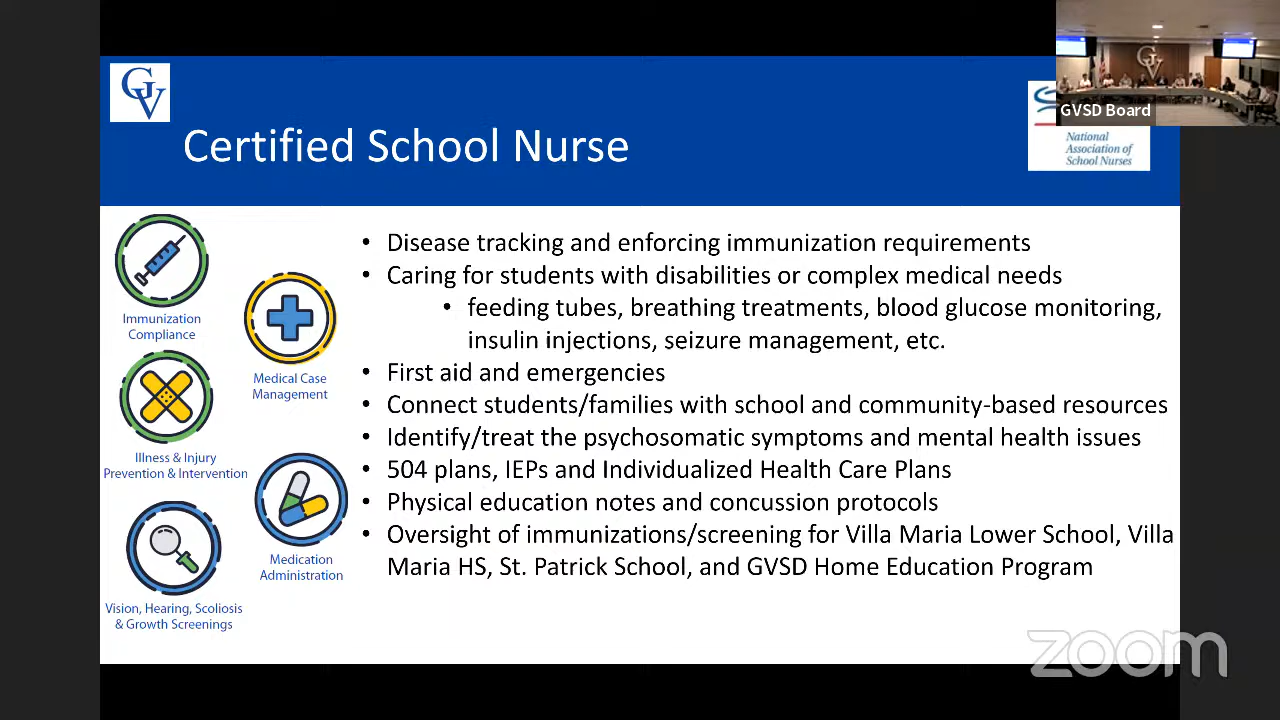 GV
Certified School Nurse
GV
GVSD Board
National
Association of
School Nurses
Immunization
Compliance
Medical Case
Management
Illness & Injury
Prevention & Intervention
Medication
Administration
Vision, Hearing, Scoliosis
& Growth Screenings
• Disease tracking and enforcing immunization requirements
• Caring for students with disabilities or complex medical needs
• feeding tubes, breathing treatments, blood glucose monitoring,
insulin injections, seizure management, etc.
• First aid and emergencies
• Connect students/families with school and community-based resources
• Identify/treat the psychosomatic symptoms and mental health issues
• 504 plans, IEPs and Individualized Health Care Plans
• Physical education notes and concussion protocols
• Oversight of immunizations/screening for Villa Maria Lower School, Villa
Maria HS, St. Patrick School, and GVSD Home Education Program
zoom